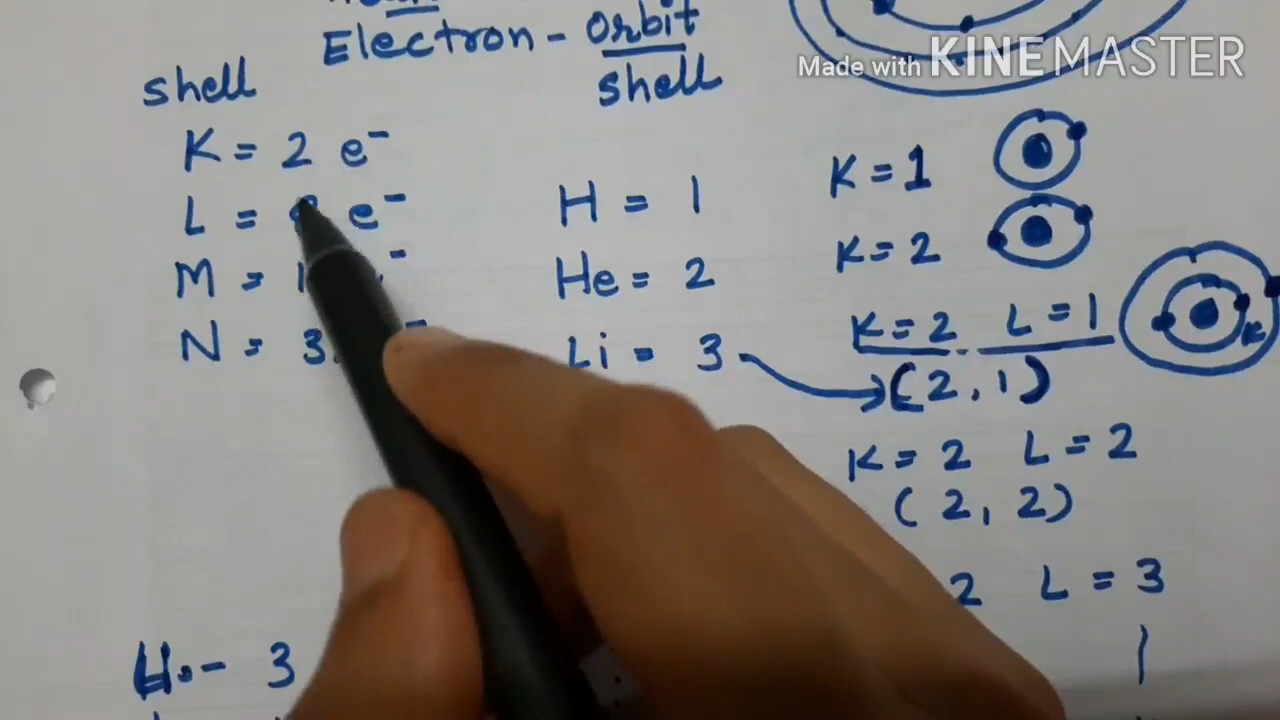 Electron - Orbit
shell
shell
Made with KINEMASTER
K = 2 e-
L = e-
M = 1 -
N = 3 -
H = 1
He = 2
Li = 3
K = 1
K = 2
K = 2 L = 1
K
(2, 1)
K = 2 L = 2
(2, 2)
2 L = 3
3